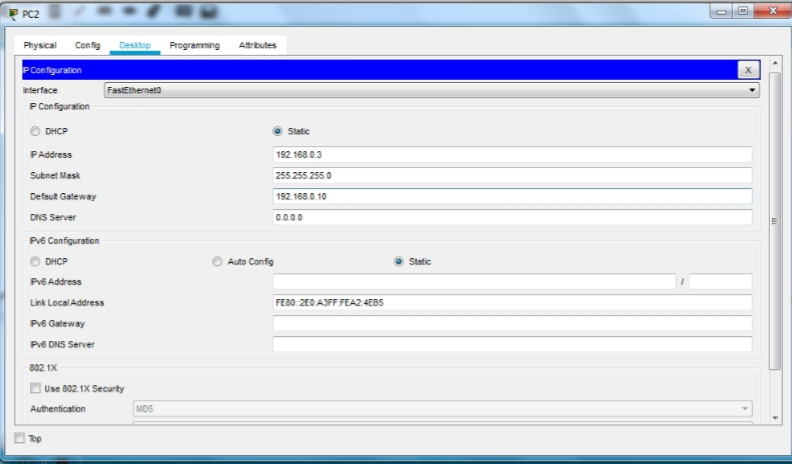 PC2
Physical Config Desktop Programming Attributes
IP Configuration X
Interface FastEthernet0
IP Configuration
DHCP Static
IP Address 192.168.0.3
Subnet Mask 255.255.255.0
Default Gateway 192.168.0.10
DNS Server 0.0.0.0
IPv6 Configuration
DHCP Auto Config Static
IPv6 Address /
Link Local Address FE80::2E0:A3FF:FEA2:4EB5
IPv6 Gateway
IPv6 DNS Server
802.1X
Use 802.1X Security
Authentication MD5
Top